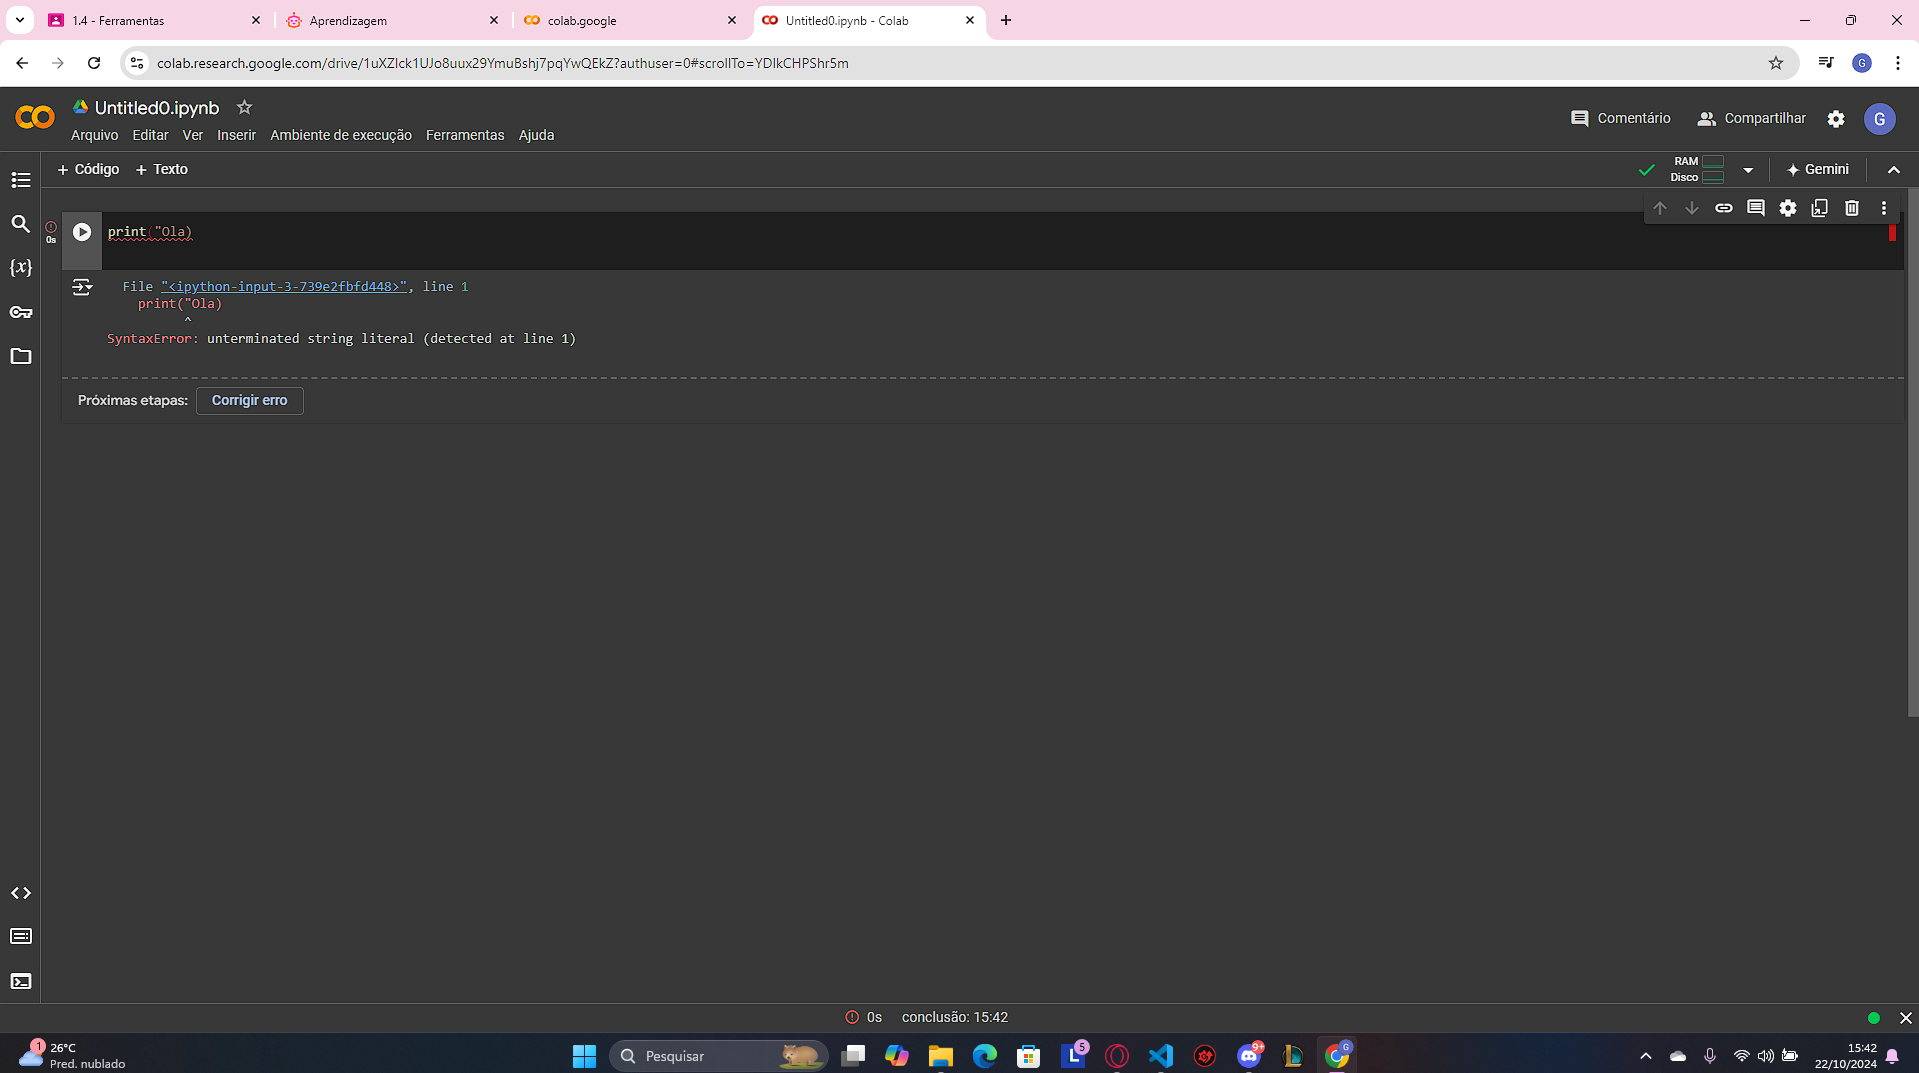 1.4 - Ferramentas
Aprendizagem
colab.google
Untitled0.ipynb - Colab
colab.research.google.com/drive/1uXZIck1UJo8uux29YmuBshj7pqYwQEkZ?authuser=0#scrollTo=YDIkCHPShr5m
G
Untitled0.ipynb
Comentário
Compartilhar
G
Arquivo Editar Ver Inserir Ambiente de execução Ferramentas Ajuda
+ Código + Texto
RAM
Disco
Gemini
{x}
0s
print("Ola)
File "<ipython-input-3-739e2fbfd448>", line 1
print("Ola)
^
SyntaxError: unterminated string literal (detected at line 1)
Próximas etapas: Corrigir erro
0s conclusão: 15:42
1
26°C
Pred. nublado
Pesquisar
L
5
9+
G
15:42
22/10/2024